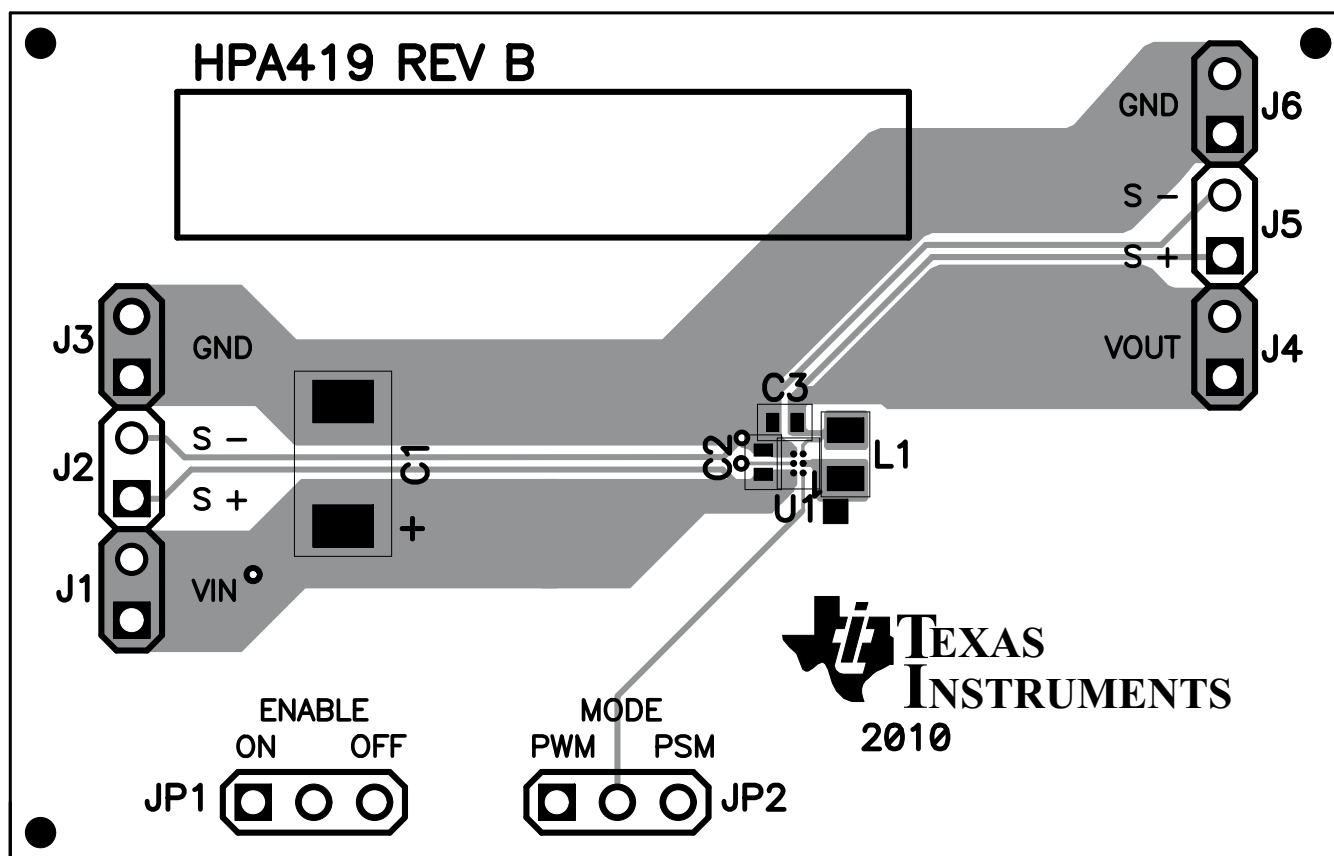 HPA419 REV B
GND
J6
S -
J5
S +
J3
GND
VOUT
J4
C3
S -
J2
C1
C2
L1
S +
U1
+
J1
VIN
TEXAS
INSTRUMENTS
2010
ENABLE
MODE
ON
OFF
PWM
PSM
JP1
JP2